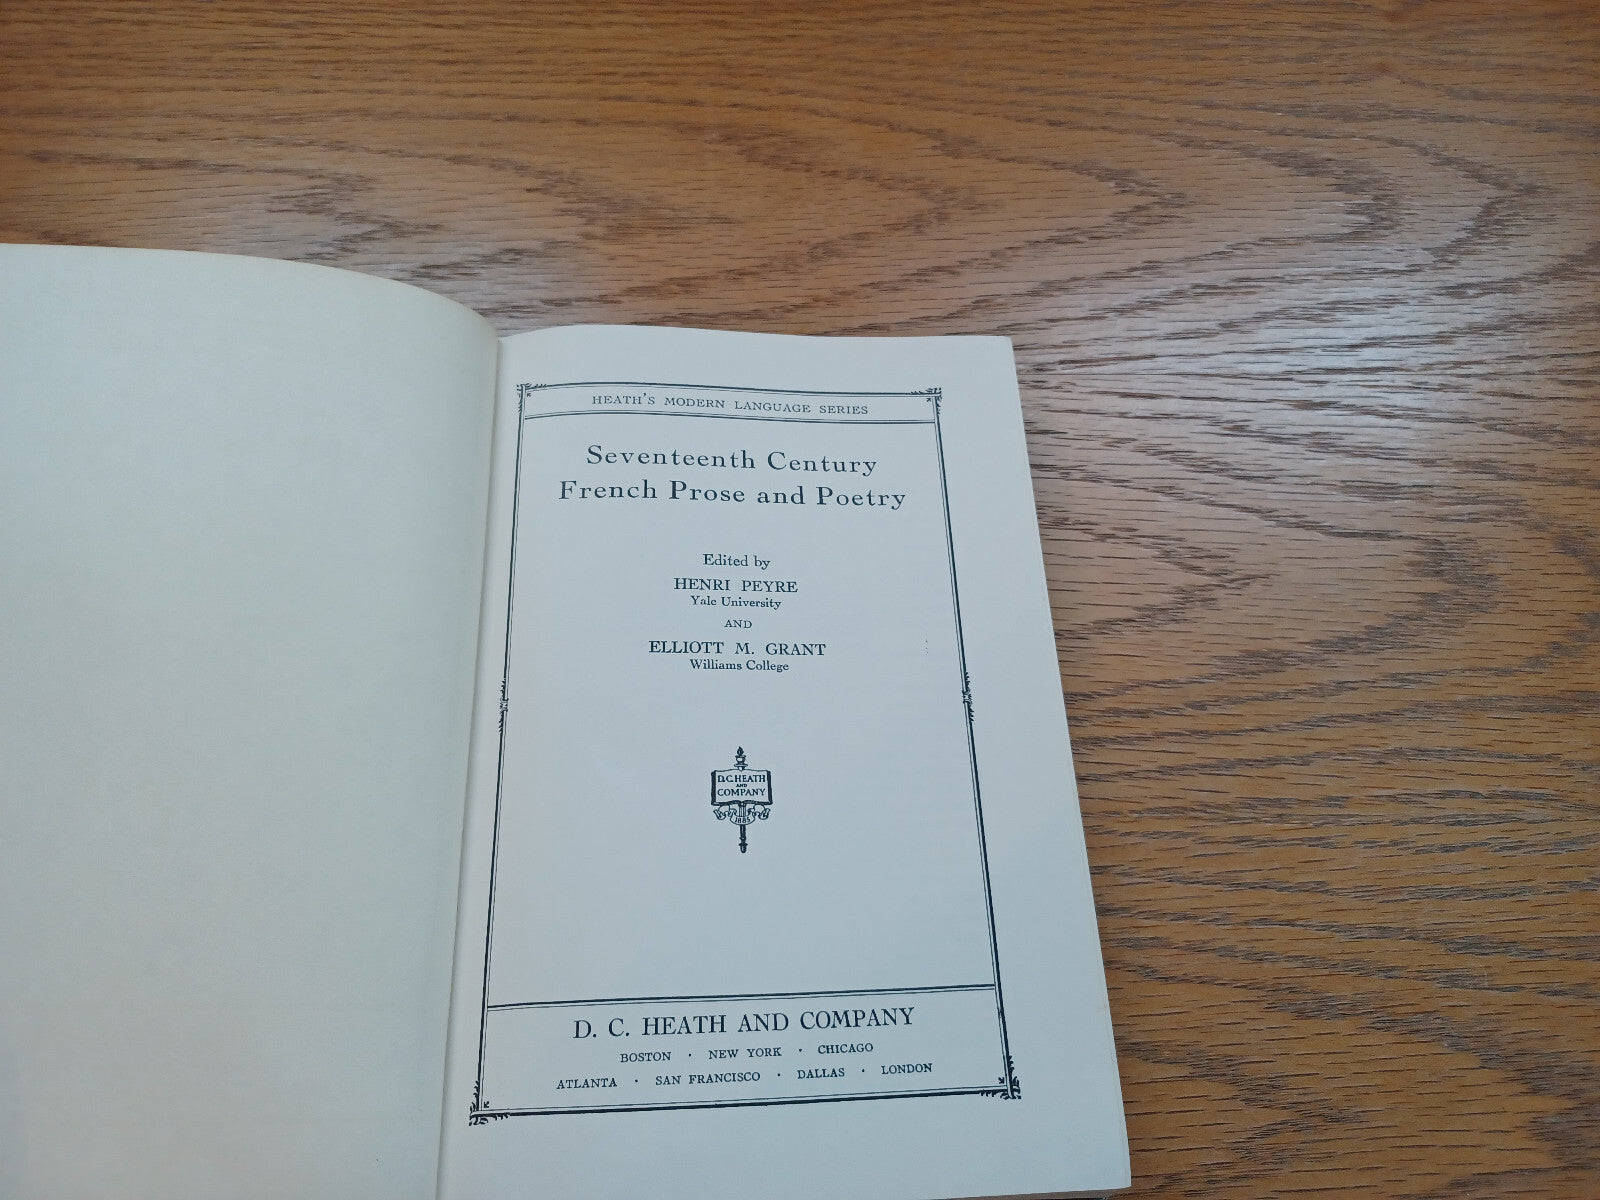 HEATH'S MODERN LANGUAGE SERIES
Seventeenth Century
French Prose and Poetry
Edited by
HENRI PEYRE
Yale University
AND
ELLIOTT M. GRANT
Williams College
D.C.HEATH
AND
COMPANY
1885
D. C. HEATH AND COMPANY
BOSTON · NEW YORK · CHICAGO
ATLANTA · SAN FRANCISCO · DALLAS · LONDON